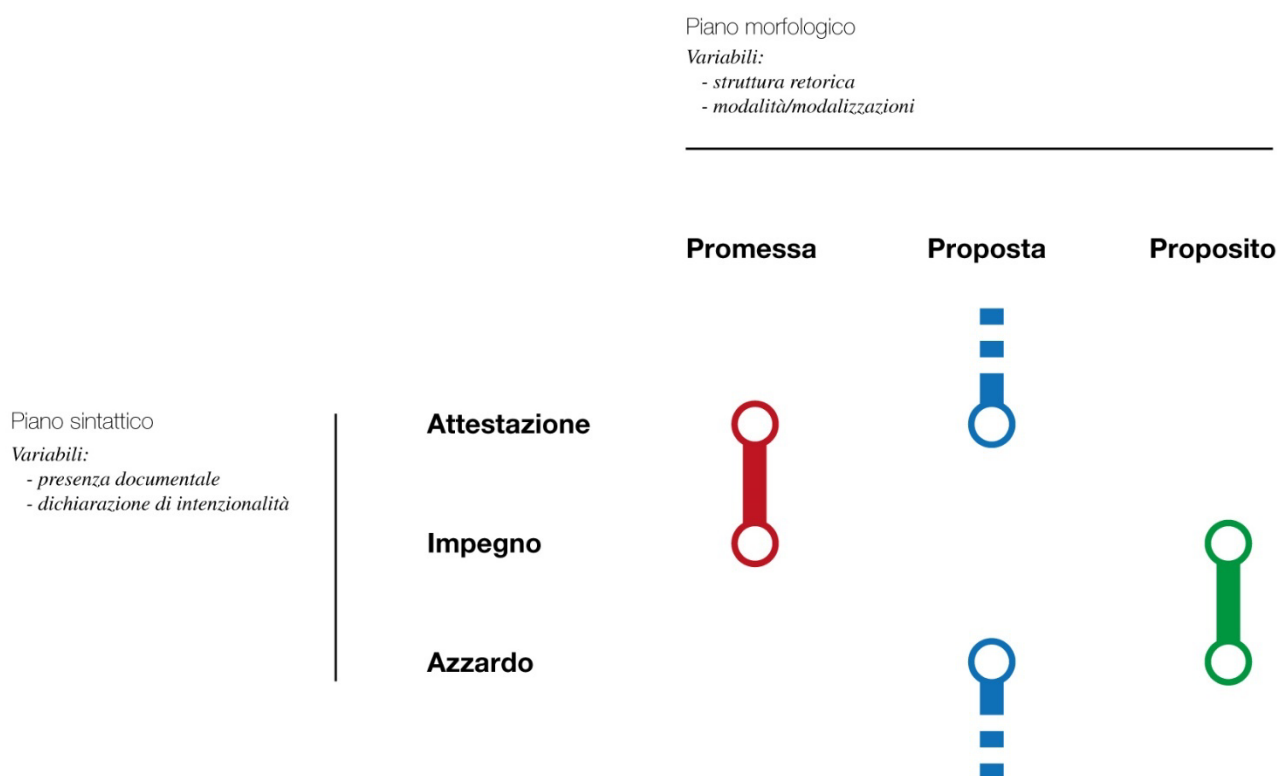 Piano morfologico
Variabili:
- struttura retorica
- modalità/modalizzazioni
Promessa Proposta Proposito
Piano sintattico
Variabili:
- presenza documentale
- dichiarazione di intenzionalità
Attestazione
Impegno
Azzardo